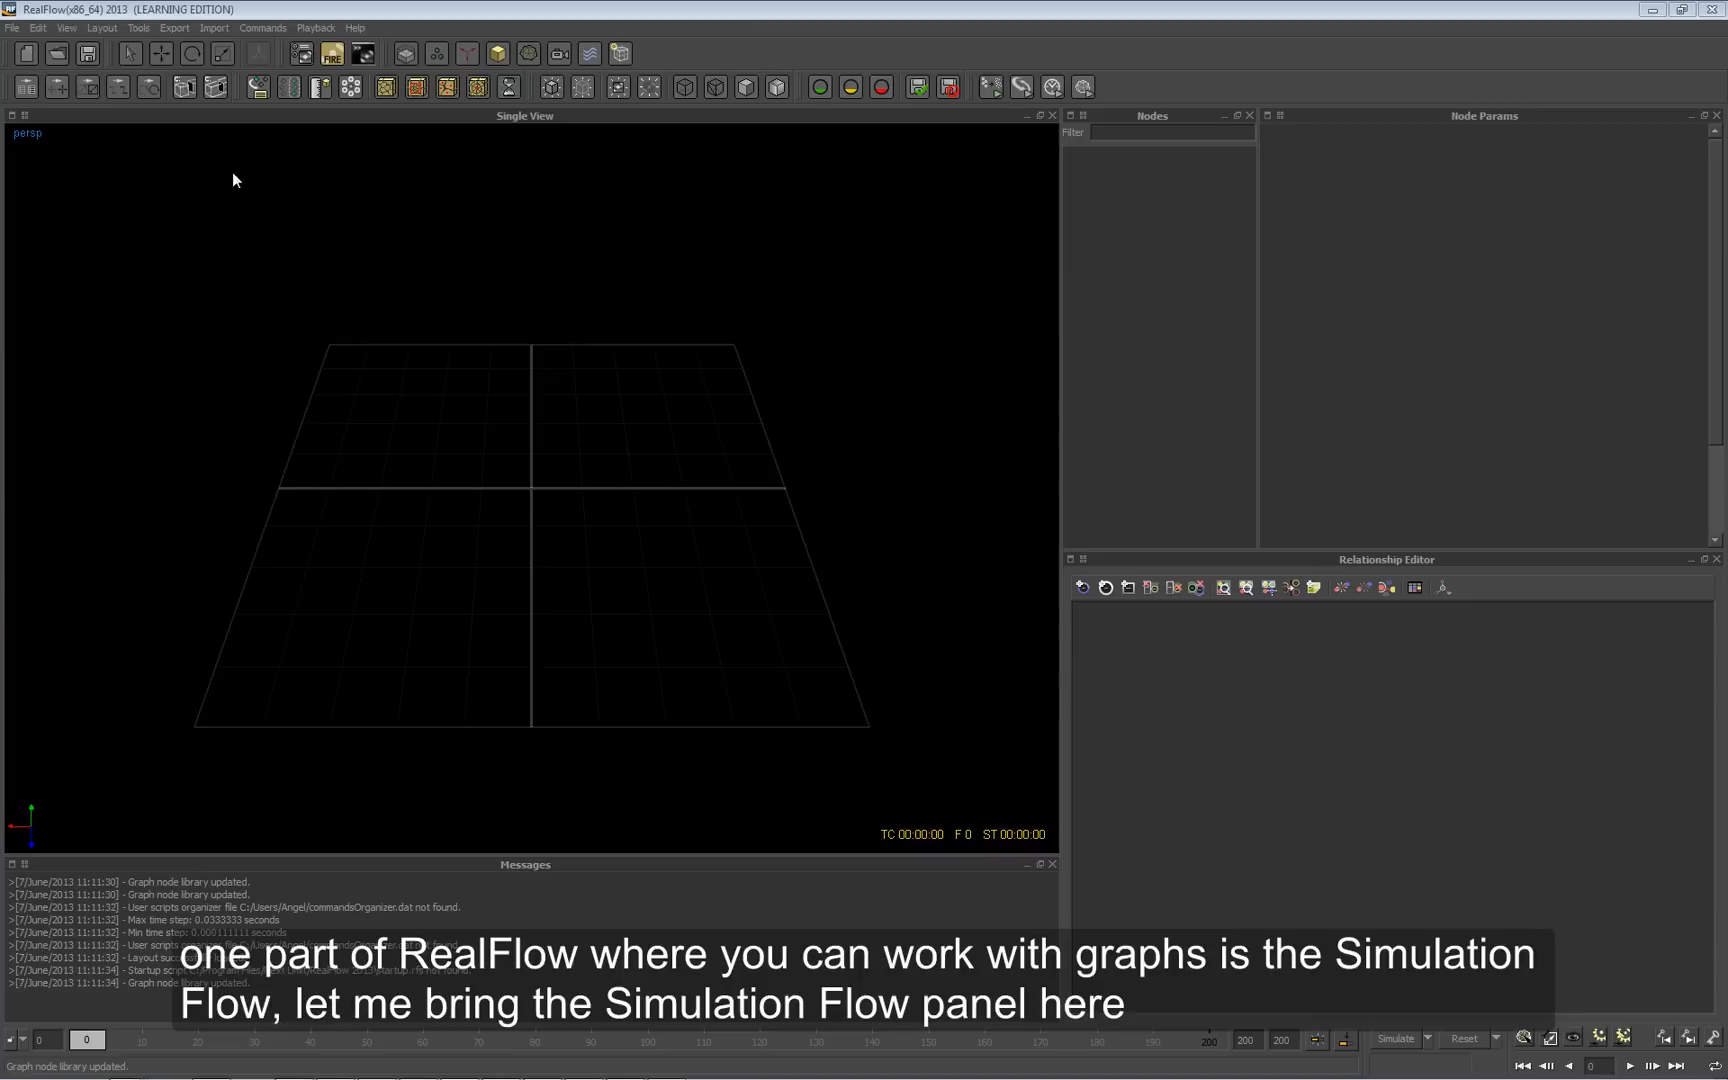 RealFlow(x86_64) 2013 (LEARNING EDITION)
File Edit View Layout Tools Export Import Commands Playback Help
FIRE
Single View
Nodes
Node Params
persp
Filter
Relationship Editor
TC 00:00:00 F 0 ST 00:00:00
Messages
>[7/June/2013 11:11:30] - Graph node library updated.
>[7/June/2013 11:11:30] - Graph node library updated.
>[7/June/2013 11:11:32] - User scripts organizer file C:/Users/Angel/commandsOrganizer.dat not found.
>[7/June/2013 11:11:32] - Max time step: 0.0333333 seconds
>[7/June/2013 11:11:32] - Min time step: 0.000111111 seconds
>[7/June/2013 11:11:32] - User scripts organizer file C:/Users/Angel/commandsOrganizer.dat not found.
>[7/June/2013 11:11:32] - Layout
>[7/June/2013 11:11:34] - Startup script
>[7/June/2013 11:11:34] - Graph node library updated.
one part of RealFlow where you can work with graphs is the Simulation
Flow, let me bring the Simulation Flow panel here
0 0 10 20 30 40 50 60 70 80 90 100 110 120 130 140 150 160 170 180 190 200 200 200 Simulate Reset
Graph node library updated.
0